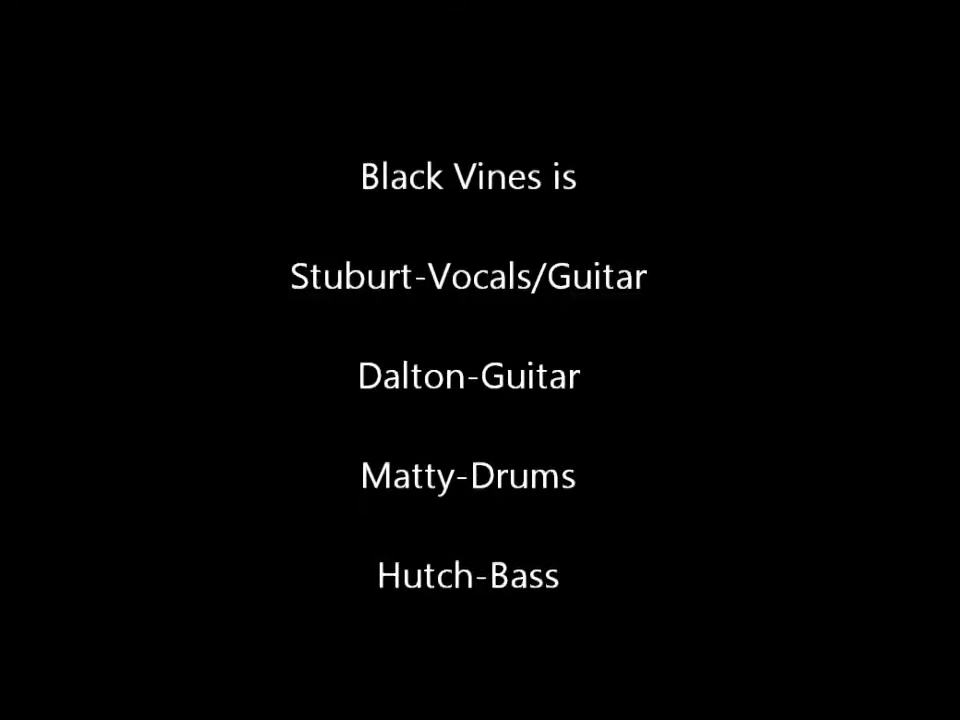 Black Vines is
Stuburt-Vocals/Guitar
Dalton-Guitar
Matty-Drums
Hutch-Bass